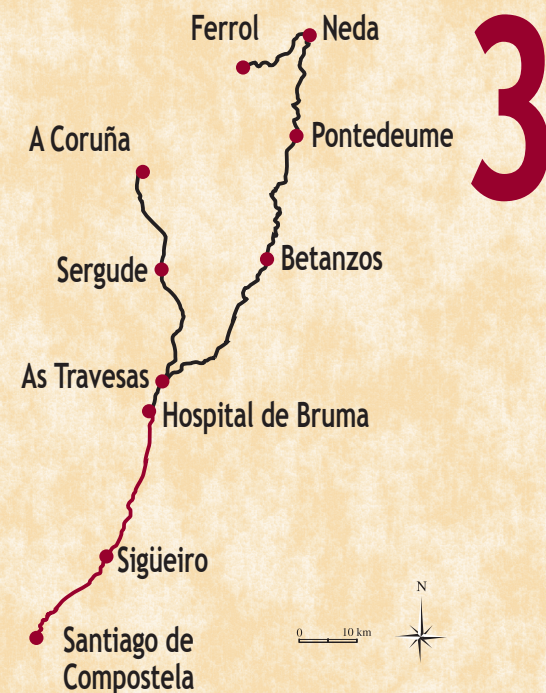 Ferrol
Neda
3
A Coruña
Pontedeume
Sergude
Betanzos
As Travesas
Hospital de Bruma
Sigüeiro
Santiago de
Compostela
0 10 km
N